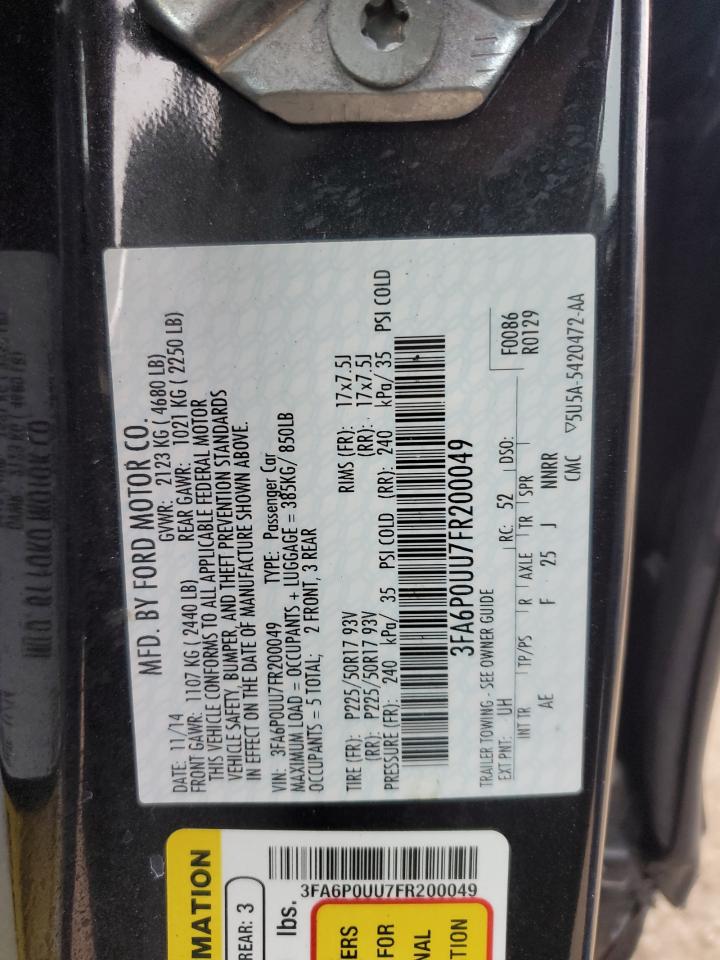 MFD. BY FORD MOTOR CO.
DATE: 11/14 GVWR: 2123 KG ( 4680 LB)
FRONT GAWR: 1107 KG ( 2440 LB) REAR GAWR: 1021 KG ( 2250 LB)
THIS VEHICLE CONFORMS TO ALL APPLICABLE FEDERAL MOTOR
VEHICLE SAFETY, BUMPER, AND THEFT PREVENTION STANDARDS
IN EFFECT ON THE DATE OF MANUFACTURE SHOWN ABOVE.
VIN: 3FA6P0UU7FR200049 TYPE: Passenger Car
MAXIMUM LOAD = OCCUPANTS + LUGGAGE = 385KG/ 850LB
OCCUPANTS = 5 TOTAL; 2 FRONT, 3 REAR
TIRE (FR): P225/50R17 93V RIMS (FR): 17x7.5J
(RR): P225/50R17 93V (RR): 17x7.5J
PRESSURE (FR): 240 kPa/ 35 PSI COLD (RR): 240 kPa/ 35 PSI COLD
3FA6P0UU7FR200049
TRAILER TOWING - SEE OWNER GUIDE F0086
EXT PNT: UH RC: 52 DSO: R0129
INT TR TP/PS R AXLE TR SPR
AE F 25 J NNRR
CMC ▽5U5A-5420472-AA
MATION
REAR: 3
lbs.
3FA6P0UU7FR200049
ERS
FOR
NAL
TION